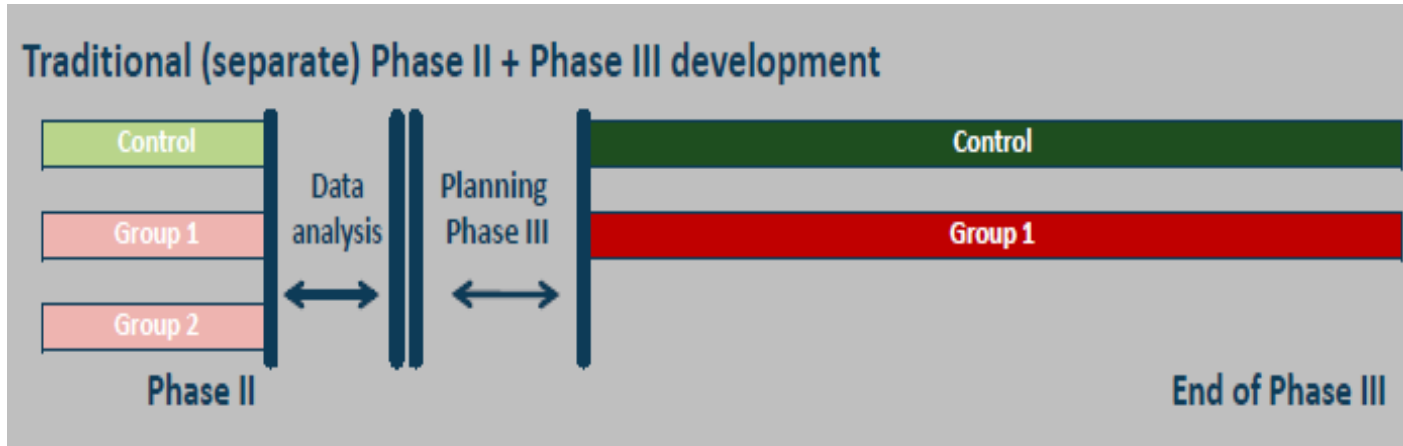 Traditional (separate) Phase II + Phase III development
Control
Control
Data
analysis
Planning
Phase III
Group 1
Group 1
Group 2
Phase II
End of Phase III